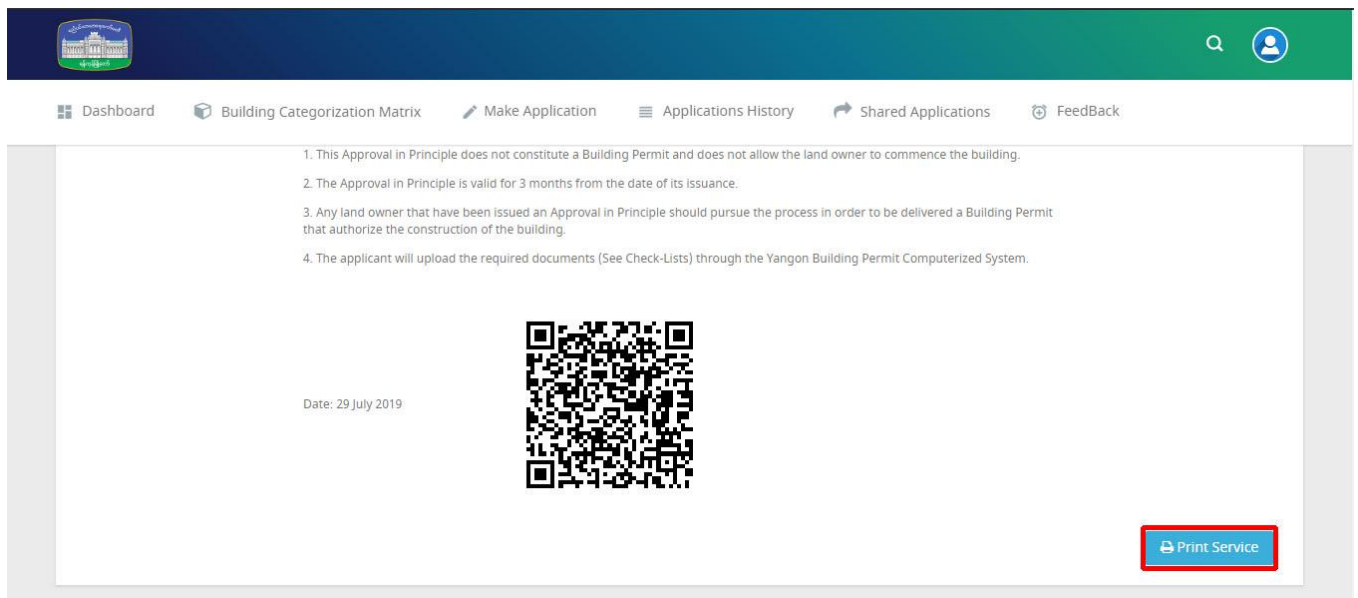 Dashboard
Building Categorization Matrix
Make Application
Applications History
Shared Applications
FeedBack
1. This Approval in Principle does not constitute a Building Permit and does not allow the land owner to commence the building.
2. The Approval in Principle is valid for 3 months from the date of its issuance.
3. Any land owner that have been issued an Approval in Principle should pursue the process in order to be delivered a Building Permit
that authorize the construction of the building.
4. The applicant will upload the required documents (See Check-Lists) through the Yangon Building Permit Computerized System.
Date: 29 July 2019
Print Service